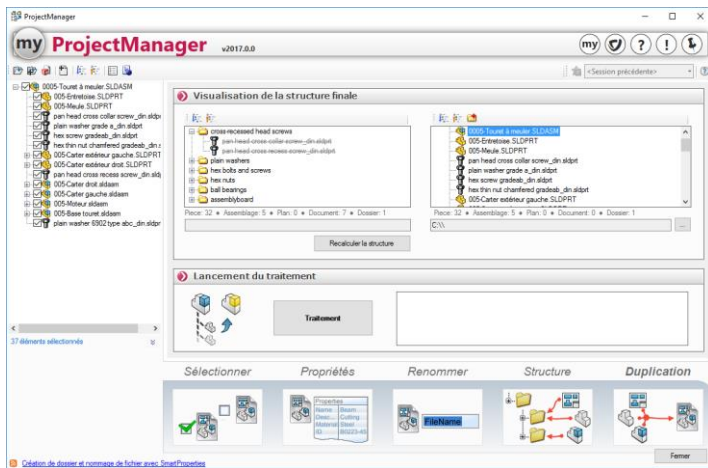 ProjectManager
my ProjectManager v2017.0.0
my
<Session précédente>
0005-Touret à meuler.SLDASM
005-Entretoise.SLDPRT
005-Meule.SLDPRT
pan head cross collar screw_din.sldpr
plain washer grade a_din.sldprt
hex screw gradeab_din.sldprt
hex thin nut chamfered gradeab_din.s
005-Carter extérieur gauche.SLDPRT
005-Carter extérieur droit.SLDPRT
pan head cross recess screw_din.sldp
005-Carter droit.sldasm
005-Carter gauche.sldasm
005-Moteur.sldasm
005-Base touret.sldasm
plain washer 6902 type abc_din.sldprt
37 éléments sélectionnés
Visualisation de la structure finale
cross-recessed head screws
pan head cross collar screw_din.sldprt
pan head cross recess screw_din.sldprt
plain washers
hex bolts and screws
hex nuts
ball bearings
assemblyboard
Piece: 32 ● Assemblage: 5 ● Plan: 0 ● Document: 7 ● Dossier: 1
Recalculer la structure
0005-Touret à meuler.SLDASM
005-Entretoise.SLDPRT
005-Meule.SLDPRT
pan head cross collar screw_din.sldprt
plain washer grade a_din.sldprt
hex screw gradeab_din.sldprt
hex thin nut chamfered gradeab_din.sldprt
005-Carter extérieur gauche.SLDPRT
Piece: 32 ● Assemblage: 5 ● Plan: 0 ● Document: 0 ● Dossier: 1
C:\\
...
Lancement du traitement
Traitement
Sélectionner
Propriétés
Renommer
Structure
Duplication
Properties
Name Beam
Desc... Cutting
Material Steel
ID B0223-45
FileName
Création de dossier et nommage de fichier avec SmartProperties
Fermer